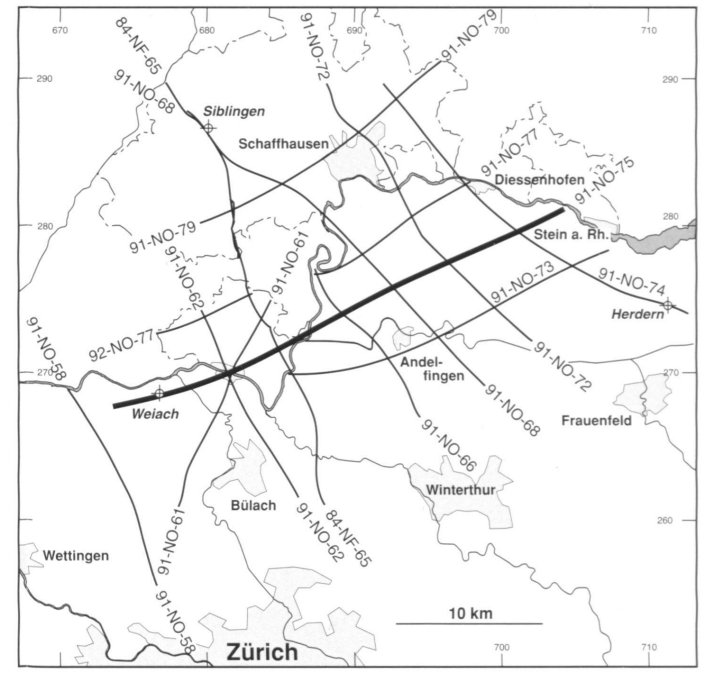 670
680
690
700
710
84-NF-65
91-NO-72
91-NO-79
290
290
91-NO-68
Siblingen
Schaffhausen
91-NO-77
Diessenhofen
91-NO-75
280
280
91-NO-79
91-NO-61
Stein a. Rh.
91-NO-62
91-NO-73
91-NO-74
Herdern
91-NO-58
92-NO-77
Andel-
fingen
91-NO-72
270
270
Weiach
91-NO-68
Frauenfeld
91-NO-66
Winterthur
Bülach
91-NO-61
91-NO-62
84-NF-65
260
Wettingen
91-NO-58
10 km
Zürich
700
710